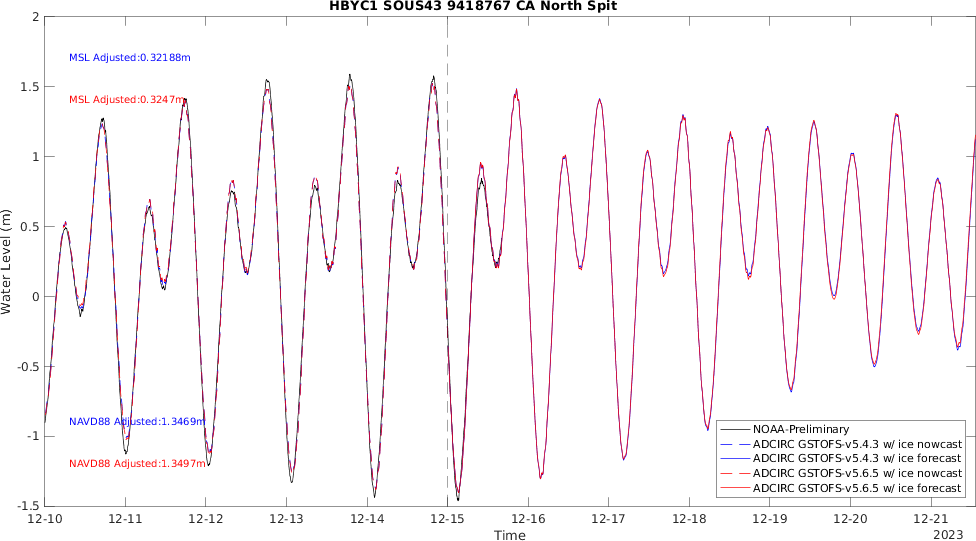 HBYC1 SOUS43 9418767 CA North Spit
2
MSL Adjusted:0.32188m
1.5
MSL Adjusted:0.3247m
1
0.5
Water Level (m)
0
-0.5
NAVD88 Adjusted:1.3469m
-1
NAVD88 Adjusted:1.3497m
-1.5
NOAA-Preliminary
ADCIRC GSTOFS-v5.4.3 w/ ice nowcast
ADCIRC GSTOFS-v5.4.3 w/ ice forecast
ADCIRC GSTOFS-v5.6.5 w/ ice nowcast
ADCIRC GSTOFS-v5.6.5 w/ ice forecast
12-10 12-11 12-12 12-13 12-14 12-15 12-16 12-17 12-18 12-19 12-20 12-21
Time
2023